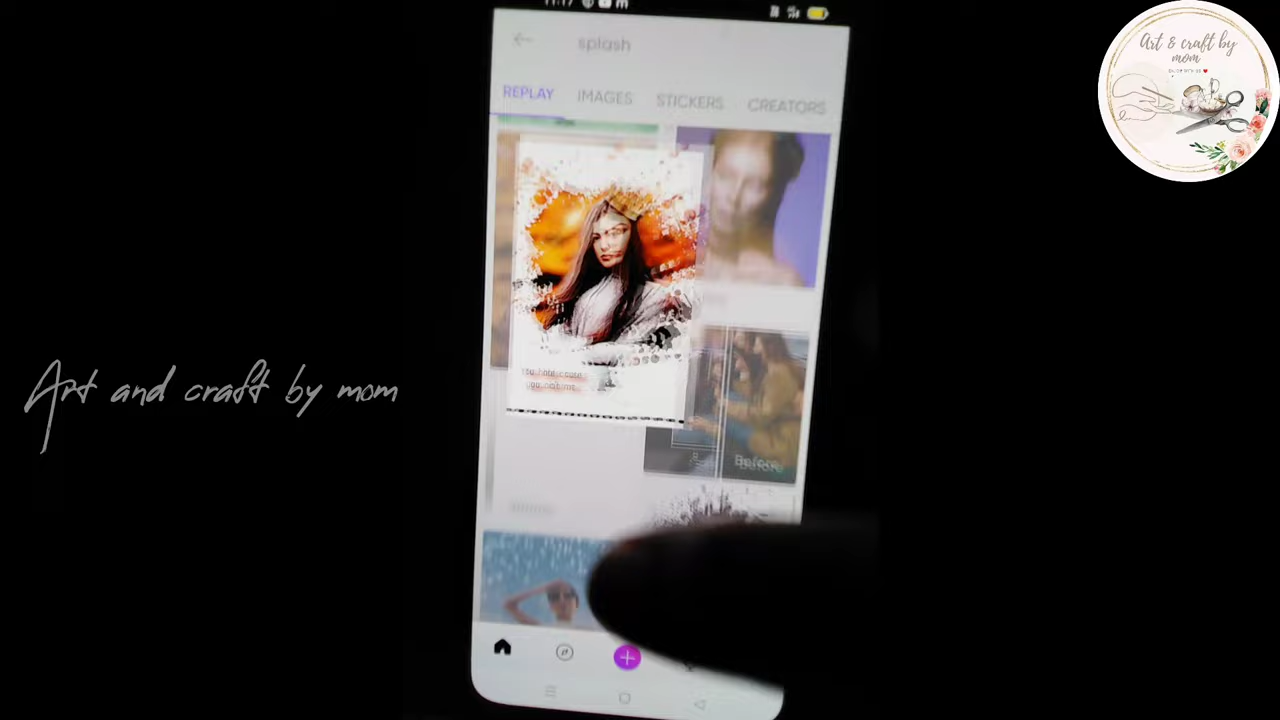 splash
REPLAY IMAGES STICKERS CREATORS
Before
Art and craft by mom
Art & craft by
mom